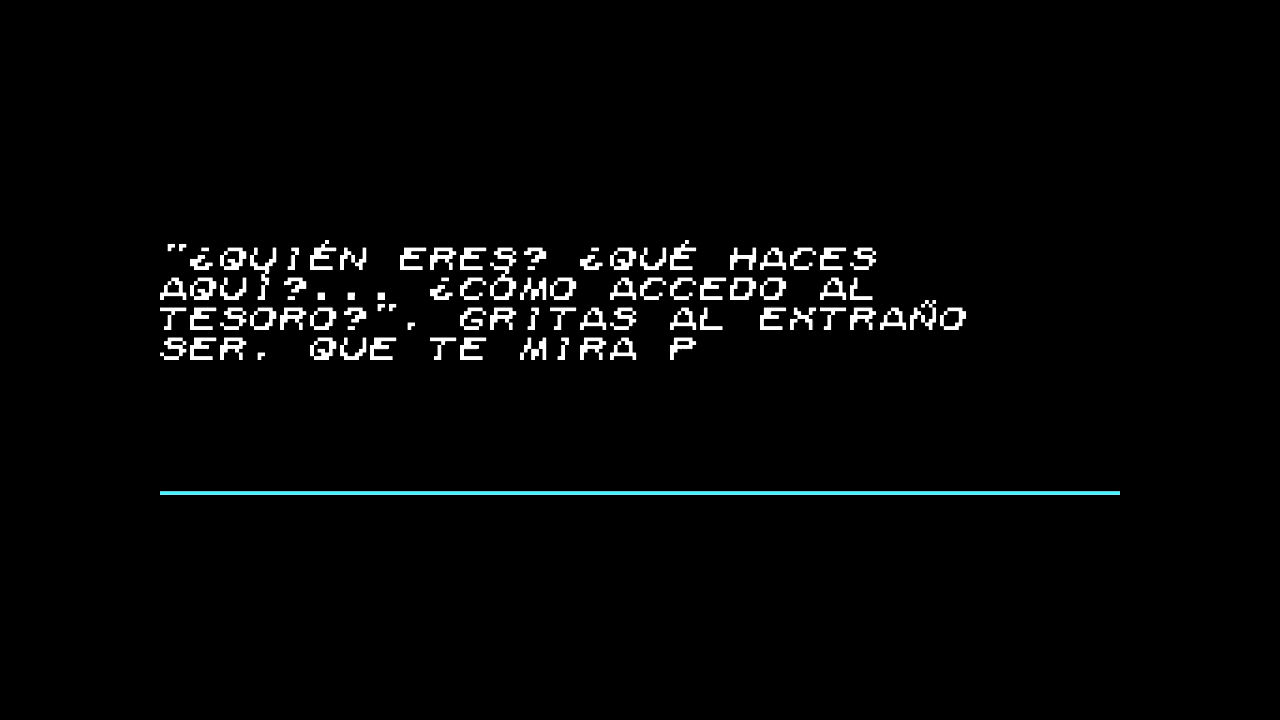 "¿QUIÉN ERES? ¿QUÉ HACES
AQUÍ?... ¿CÓMO ACCEDO AL
TESORO?", GRITAS AL EXTRAÑO
SER, QUE TE MIRA P